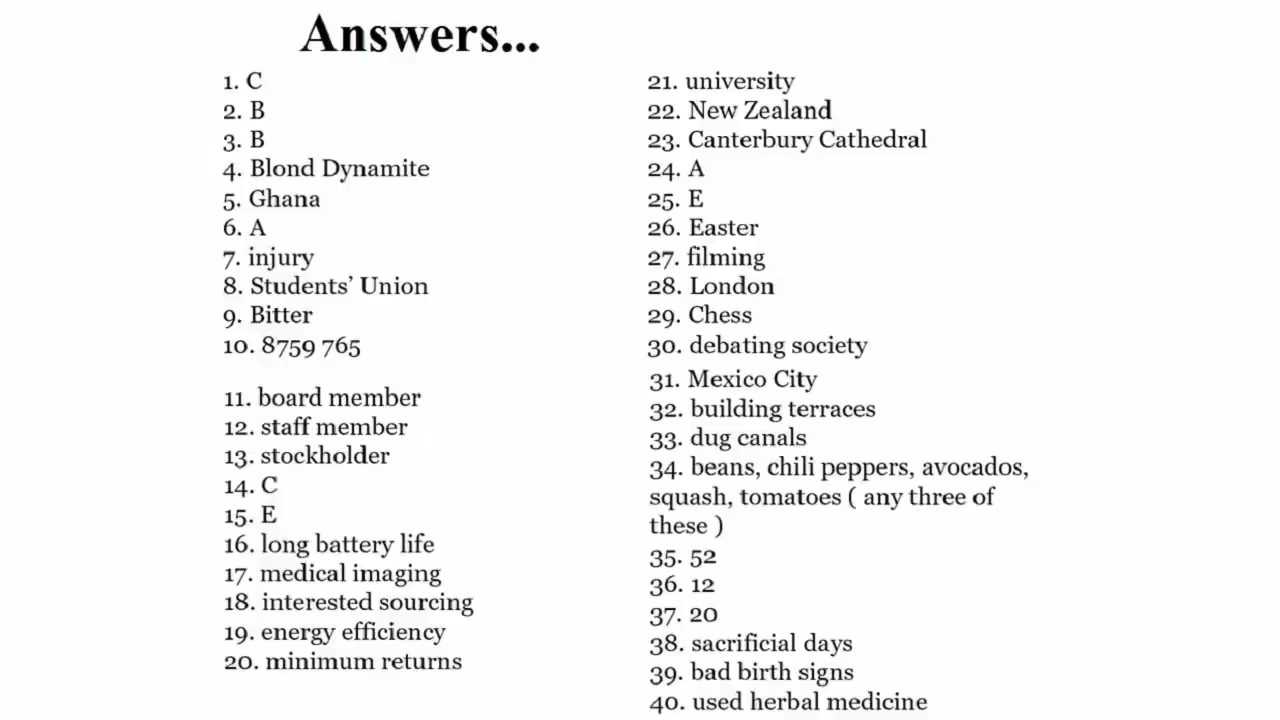 Answers...
1. C
2. B
3. B
4. Blond Dynamite
5. Ghana
6. A
7. injury
8. Students’ Union
9. Bitter
10. 8759 765
11. board member
12. staff member
13. stockholder
14. C
15. E
16. long battery life
17. medical imaging
18. interested sourcing
19. energy efficiency
20. minimum returns
21. university
22. New Zealand
23. Canterbury Cathedral
24. A
25. E
26. Easter
27. filming
28. London
29. Chess
30. debating society
31. Mexico City
32. building terraces
33. dug canals
34. beans, chili peppers, avocados,
squash, tomatoes ( any three of
these )
35. 52
36. 12
37. 20
38. sacrificial days
39. bad birth signs
40. used herbal medicine